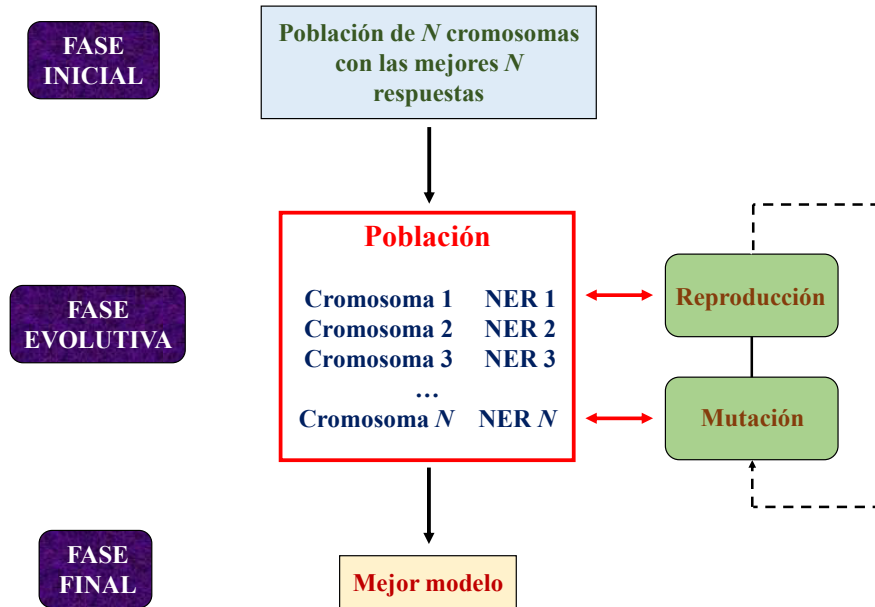 FASE
INICIAL
Población de N cromosomas
con las mejores N
respuestas
Población
Cromosoma 1 NER 1
Cromosoma 2 NER 2
Cromosoma 3 NER 3
...
Cromosoma N NER N
FASE
EVOLUTIVA
Reproducción
Mutación
FASE
FINAL
Mejor modelo